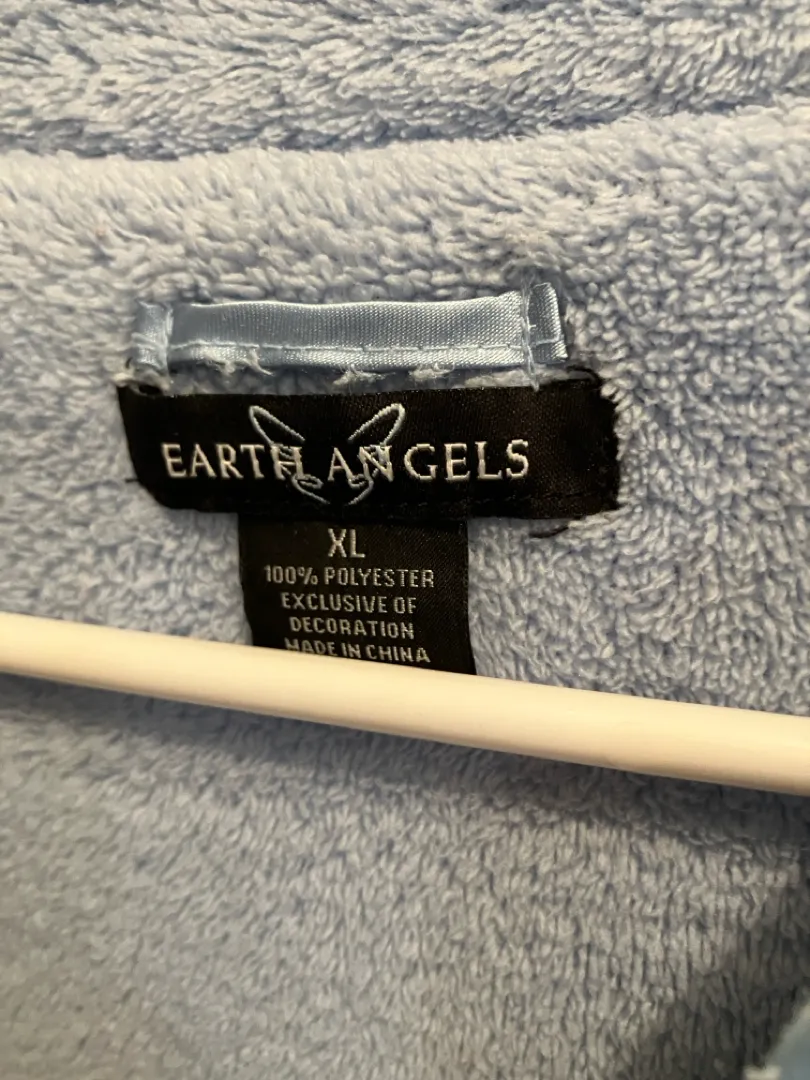 EARTH ANGELS
XL
100% POLYESTER
EXCLUSIVE OF
DECORATION
MADE IN CHINA